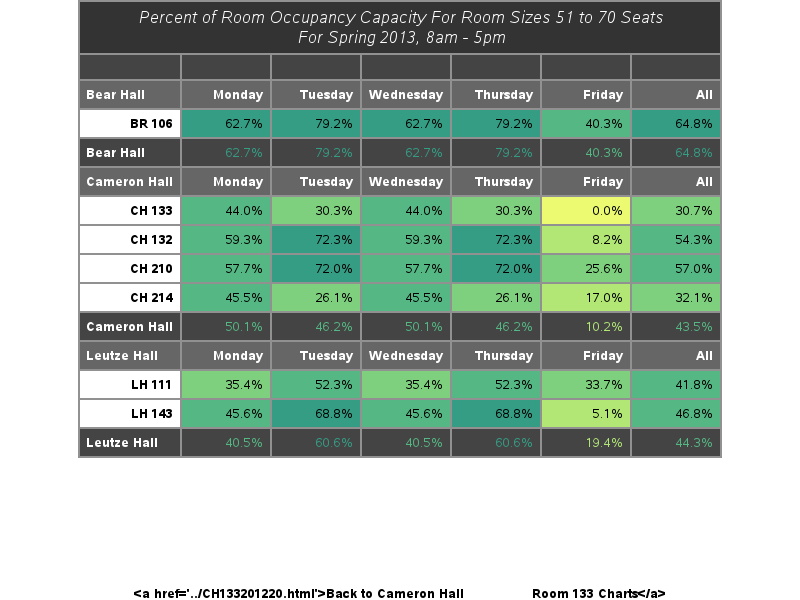 Percent of Room Occupancy Capacity For Room Sizes 51 to 70 Seats
For Spring 2013, 8am - 5pm
Bear Hall Monday Tuesday Wednesday Thursday Friday All
BR 106 62.7% 79.2% 62.7% 79.2% 40.3% 64.8%
Bear Hall 62.7% 79.2% 62.7% 79.2% 40.3% 64.8%
Cameron Hall Monday Tuesday Wednesday Thursday Friday All
CH 133 44.0% 30.3% 44.0% 30.3% 0.0% 30.7%
CH 132 59.3% 72.3% 59.3% 72.3% 8.2% 54.3%
CH 210 57.7% 72.0% 57.7% 72.0% 25.6% 57.0%
CH 214 45.5% 26.1% 45.5% 26.1% 17.0% 32.1%
Cameron Hall 50.1% 46.2% 50.1% 46.2% 10.2% 43.5%
Leutze Hall Monday Tuesday Wednesday Thursday Friday All
LH 111 35.4% 52.3% 35.4% 52.3% 33.7% 41.8%
LH 143 45.6% 68.8% 45.6% 68.8% 5.1% 46.8%
Leutze Hall 40.5% 60.6% 40.5% 60.6% 19.4% 44.3%
<a href='../CH133201220.html'>Back to Cameron Hall Room 133 Charts</a>